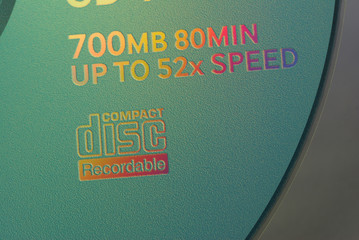 700MB 80MIN
UP TO 52x SPEED
COMPACT
disc
Recordable